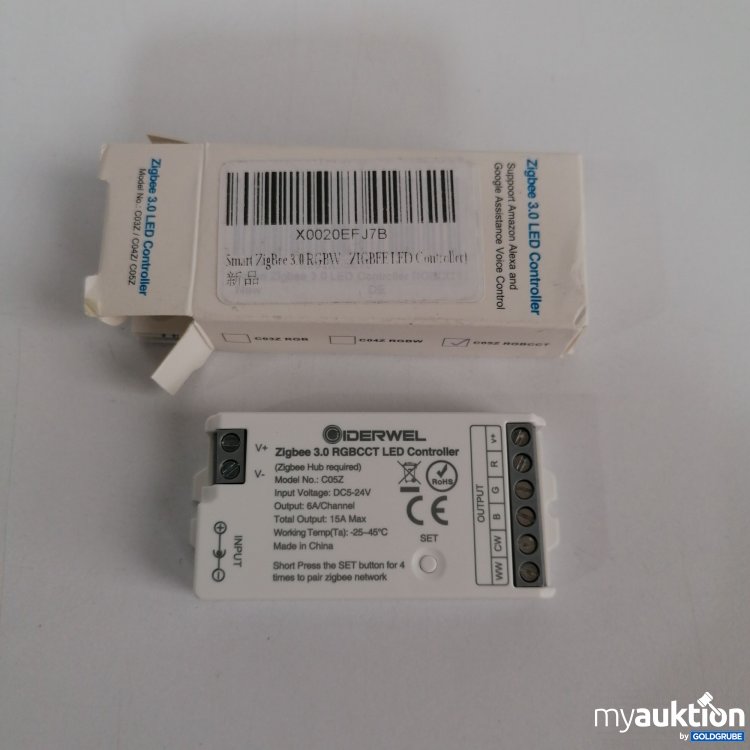 Zigbee 3.0 LED Controller
Model No.: C03Z / C04Z/ C05Z
X0020EFJ7B
Smart ZigBee 3.0 RGBW
ZIGBEE LED Controller)
新品
Zigbee 3.0 LED Controller
Suppoort Amazon Alexa and
Google Assistance Voice Control
C03Z RGB
C04Z RGBW
C05Z RGBCCT
GIDERWEL
Zigbee 3.0 RGBCCT LED Controller
(Zigbee Hub required)
Model No.: C05Z
Input Voltage: DC5-24V
Output: 6A/Channel
Total Output: 15A Max
Working Temp(Ta): -25~45°C
Made in China
Short Press the SET button for 4
times to pair zigbee network
V+
V-
INPUT
RoHS
CE
SET
OUTPUT
V+
R
G
B
CW
WW
myauktion
by GOLDGRUBE